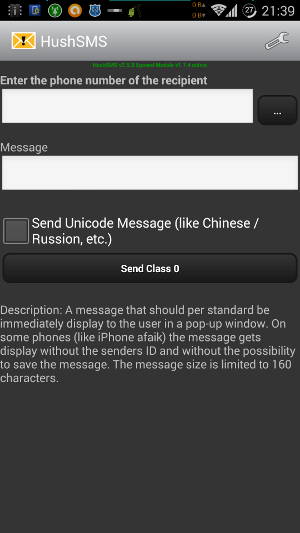 0 B
0 B
27
21:39
HushSMS
HushSMS v2.5.3 Xposed Module v1.7.4 active
Enter the phone number of the recipient
...
Message
Send Unicode Message (like Chinese /
Russion, etc.)
Send Class 0
Description: A message that should per standard be
immediately display to the user in a pop-up window. On
some phones (like iPhone afaik) the message gets
display without the senders ID and without the possibility
to save the message. The message size is limited to 160
characters.